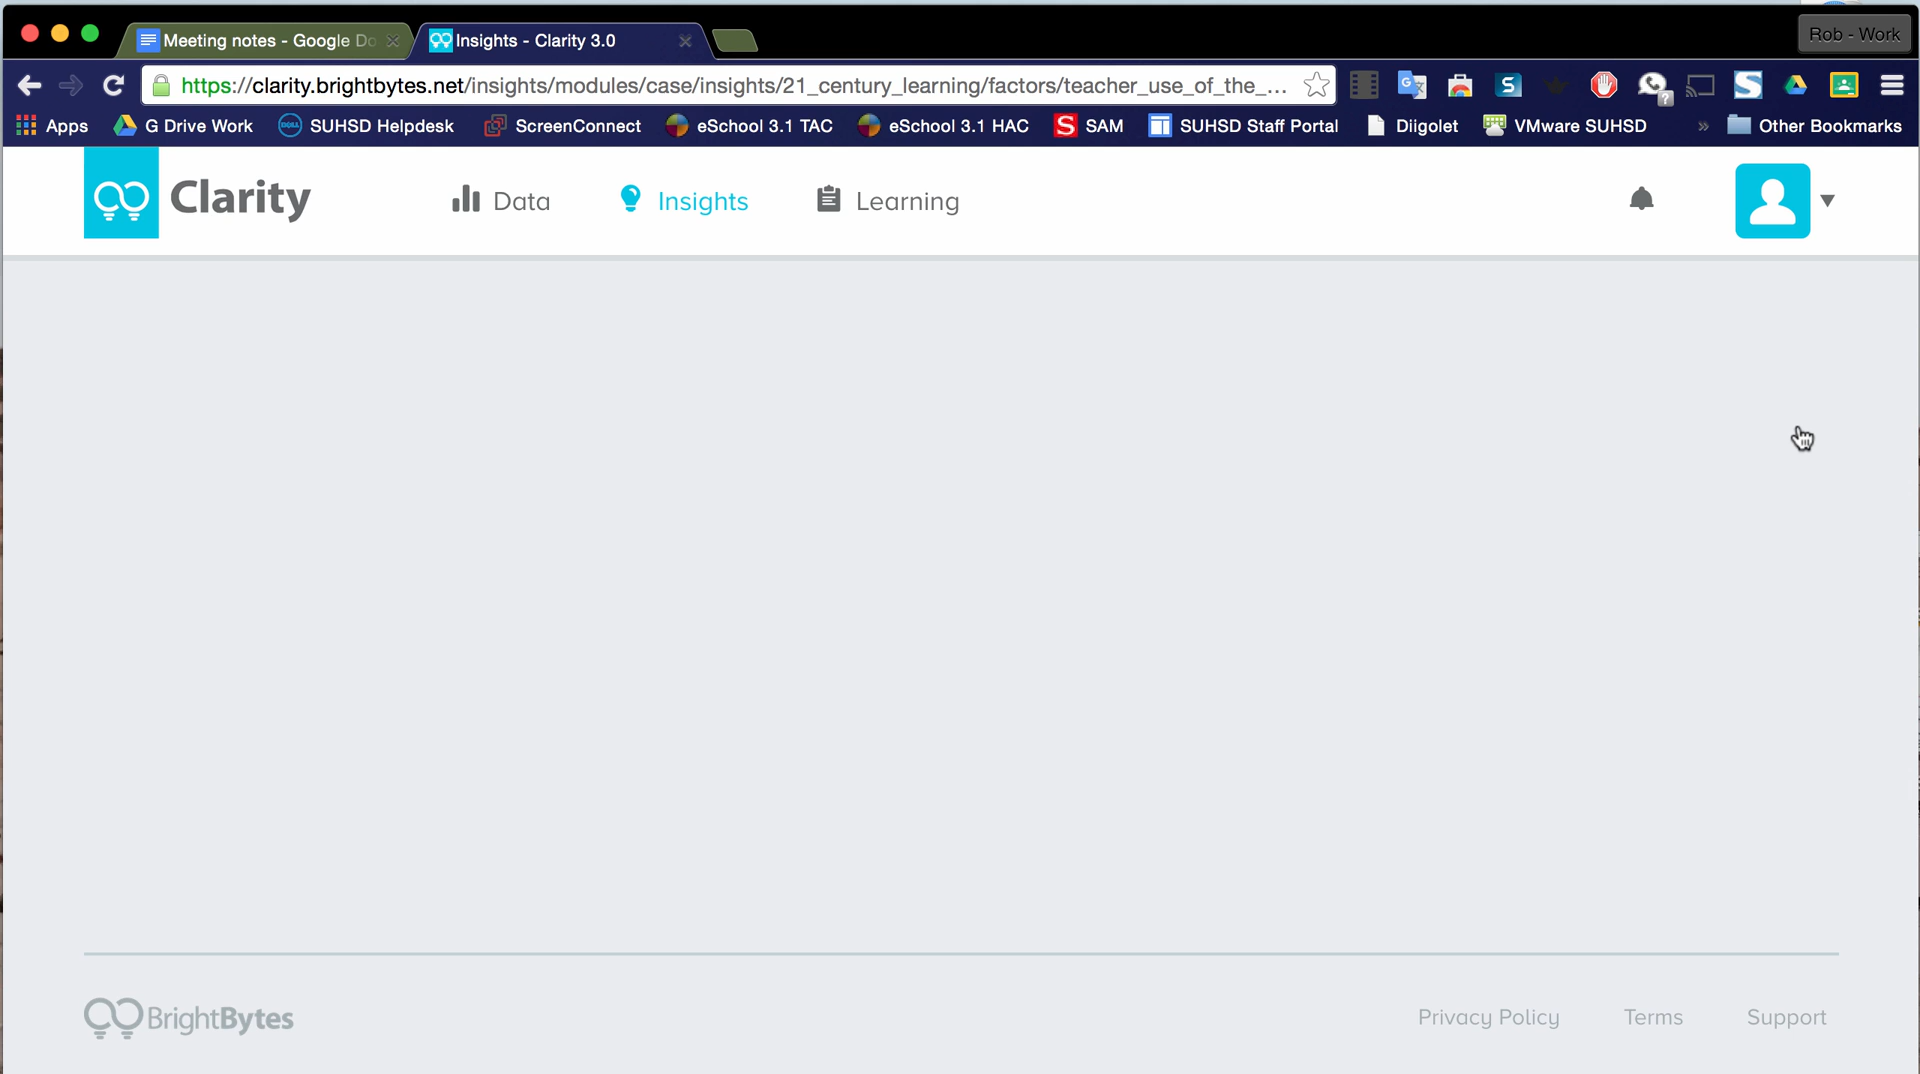 Meeting notes - Google Do
Insights - Clarity 3.0
Rob - Work
https://clarity.brightbytes.net/insights/modules/case/insights/21_century_learning/factors/teacher_use_of_the_...
Apps
G Drive Work
SUHSD Helpdesk
ScreenConnect
eSchool 3.1 TAC
eSchool 3.1 HAC
S SAM
SUHSD Staff Portal
Diigolet
VMware SUHSD
»
Other Bookmarks
Clarity
Data
Insights
Learning
BrightBytes
Privacy Policy
Terms
Support